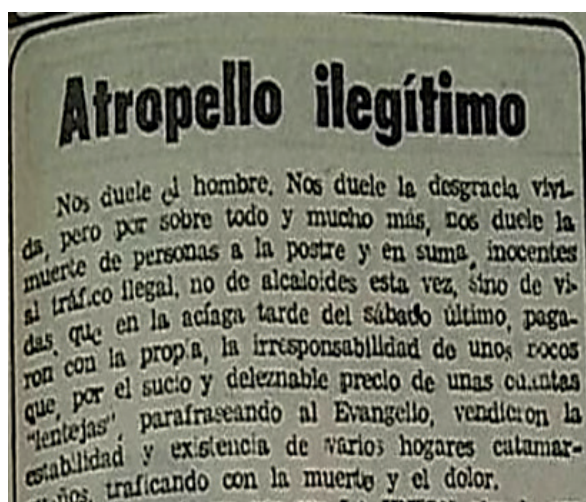 Atropello ilegítimo
Nos duele el hombre. Nos duele la desgracia vivi-
da, pero por sobre todo y mucho más, nos duele la
muerte de personas a la postre y en suma, inocentes
al tráfico ilegal, no de alcaloides esta vez, sino de vi-
das, que en la acíaga tarde del sábado último, paga-
ron con la propia, la irresponsabilidad de unos pocos
que, por el sucio y deleznable precio de unas cuantas
"lentejas", parafraseando al Evangelio, vendieron la
estabilidad y existencia de varios hogares catamar-
traficando con la muerte y el dolor.